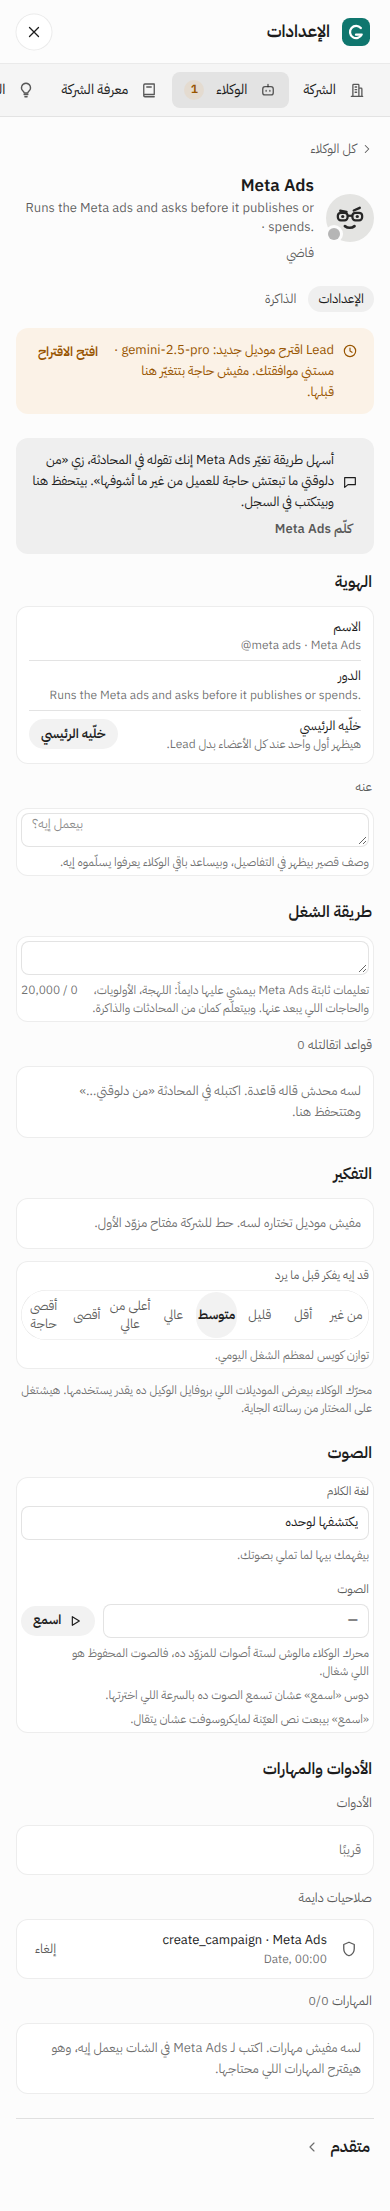 الإعدادات
الشركة
الوكلاء 1
معرفة الشركة
كل الوكلاء
Meta Ads
Runs the Meta ads and asks before it publishes or
spends. ·
فاضي
الإعدادات
الذاكرة
Lead اقترح موديل جديد: gemini-2.5-pro ·
مستني موافقتك. مفيش حاجة بتتغيّر هنا
قبلها.
افتح الاقتراح
أسهل طريقة تغيّر Meta Ads إنك تقوله في المحادثة، زي «من
دلوقتي ما تبعتش حاجة للعميل من غير ما أشوفها». بيتحفظ هنا
وبيتكتب في السجل.
كلّم Meta Ads
الهوية
الاسم
@meta ads · Meta Ads
الدور
Runs the Meta ads and asks before it publishes or spends.
خلّيه الرئيسي
هيظهر أول واحد عند كل الأعضاء بدل Lead.
خليه الرئيسي
عنه
بيعمل إيه؟
وصف قصير بيظهر في التفاصيل، وبيساعد باقي الوكلاء يعرفوا يسلّموه إيه.
طريقة الشغل
تعليمات ثابتة Meta Ads بيمشي عليها دايماً: اللهجة، الأولويات،
والحاجات اللي يبعد عنها. وبيتعلّم كمان من المحادثات والذاكرة.
0 / 20,000
قواعد اتقالتله 0
لسه محدش قاله قاعدة. اكتبله في المحادثة «من دلوقتي...»
وهتتحفظ هنا.
التفكير
مفيش موديل نختاره لسه. حط للشركة مفتاح مزوّد الأول.
قد إيه يفكر قبل ما يرد
من غير
أقل
قليل
متوسط
عالي
أعلى من
عالي
أقصى
أقصى
حاجة
توازن كويس لمعظم الشغل اليومي.
محرّك الوكلاء بيعرض الموديلات اللي بروفايل الوكيل ده يقدر يستخدمها. هيشتغل
على المختار من رسالته الجاية.
الصوت
لغة الكلام
يكتشفها لوحده
بيفهمك بيها لما تملي بصوتك.
الصوت
–
اسمع
محرك الوكلاء مالوش لستة أصوات للمزوّد ده، فالصوت المحفوظ هو
اللي شغال.
دوس «اسمع» عشان تسمع الصوت ده بالسرعة اللي اخترتها.
«اسمع» بيبعت نص العيّنة لمايكروسوفت عشان يتقال.
الأدوات والمهارات
الأدوات
قريبًا
صلاحيات دايمة
create_campaign · Meta Ads
Date, 00:00
إلغاء
المهارات 0/0
لسه مفيش مهارات. اكتب لـ Meta Ads في الشات بيعمل إيه، وهو
هيقترح المهارات اللي محتاجها.
متقدم